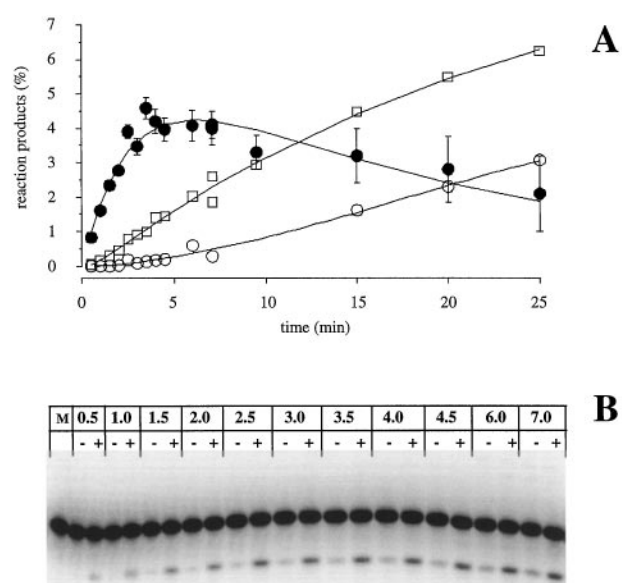 A
reaction products (%)
7
6
5
4
3
2
1
0
0 5 10 15 20 25
time (min)
B
M 0.5 1.0 1.5 2.0 2.5 3.0 3.5 4.0 4.5 6.0 7.0
- + - + - + - + - + - + - + - + - + - + - +